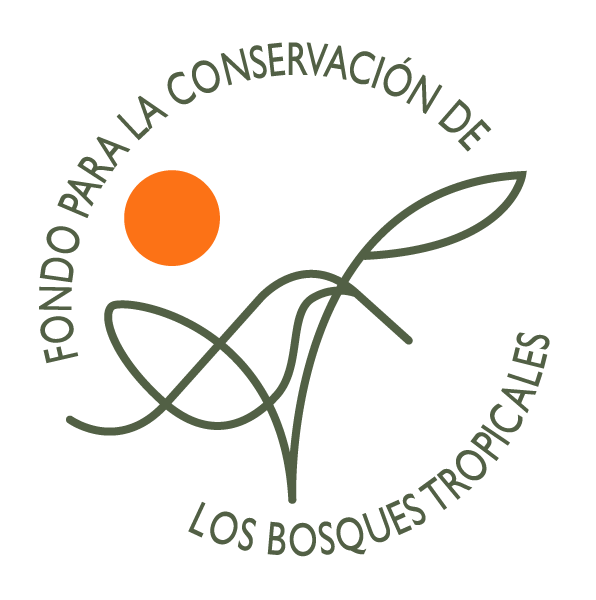 FONDO PARA LA CONSERVACIÓN DE
LOS BOSQUES TROPICALES